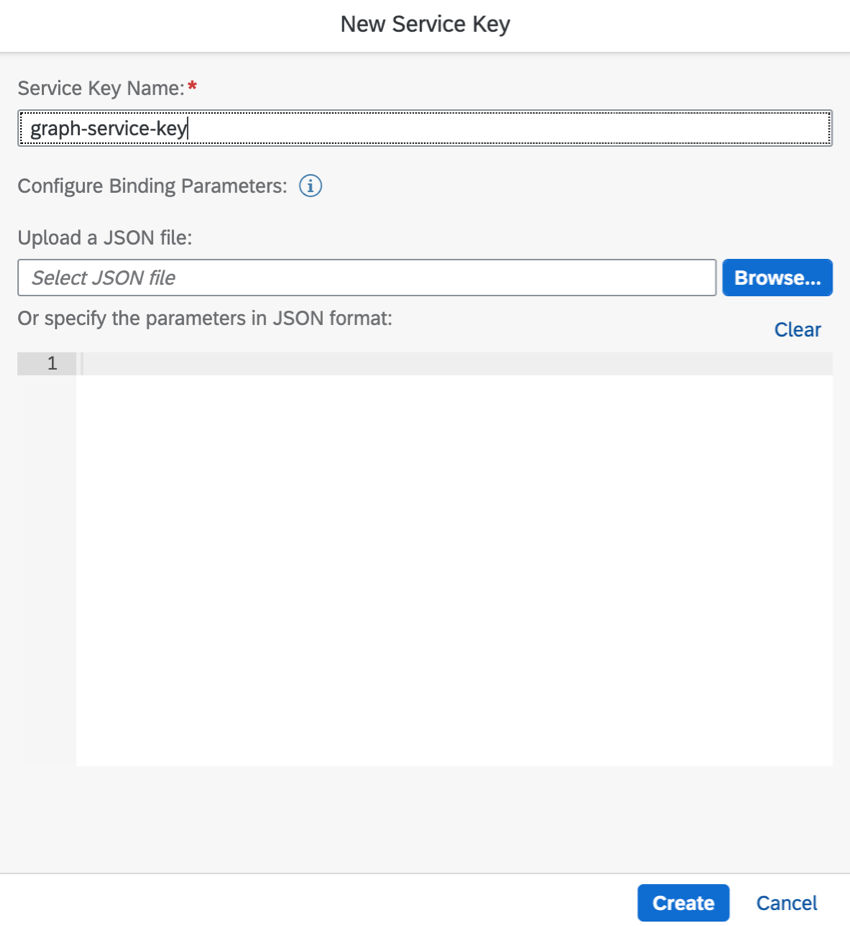 New Service Key
Service Key Name:*
graph-service-key
Configure Binding Parameters: i
Upload a JSON file:
Select JSON file
Browse...
Or specify the parameters in JSON format:
Clear
1
Create
Cancel